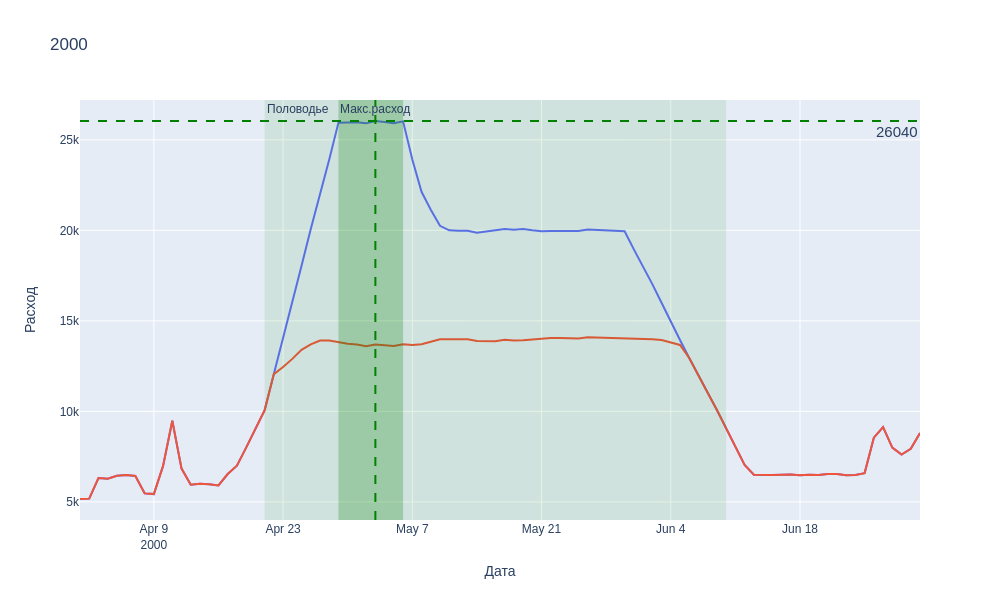 2000
Половодье
Макс.расход
26040
25k
20k
15k
10k
5k
Расход
Apr 9
2000
Apr 23
May 7
May 21
Jun 4
Jun 18
Дата